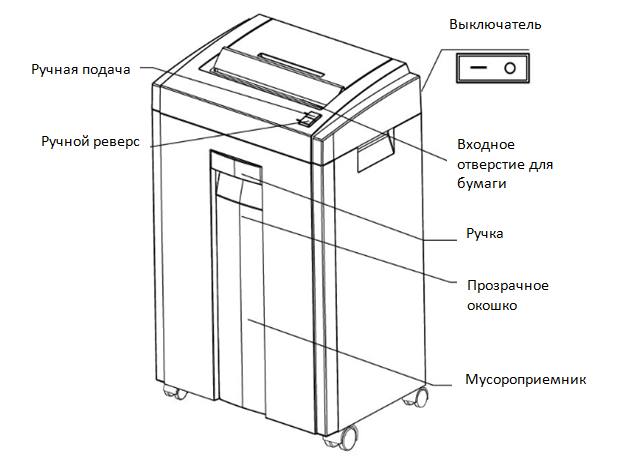 Выключатель
Ручная подача
Ручной реверс
Входное
отверстие для
бумаги
Ручка
Прозрачное
окошко
Мусороприемник